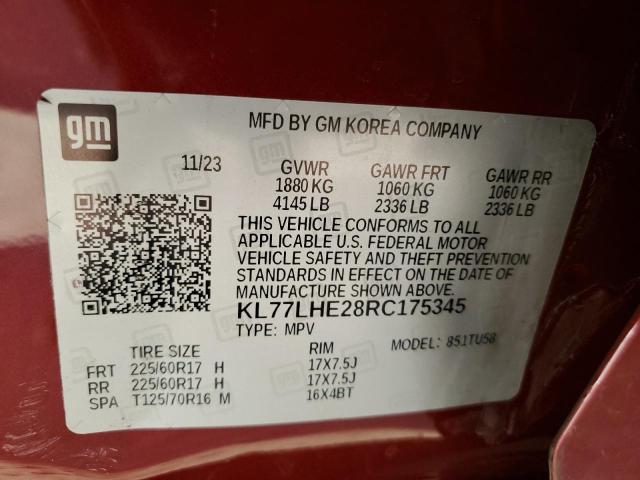 gm
MFD BY GM KOREA COMPANY
11/23 GVWR GAWR FRT GAWR RR
1880 KG 1060 KG 1060 KG
4145 LB 2336 LB 2336 LB
THIS VEHICLE CONFORMS TO ALL
APPLICABLE U.S. FEDERAL MOTOR
VEHICLE SAFETY AND THEFT PREVENTION
STANDARDS IN EFFECT ON THE DATE OF
MANUFACTURE SHOWN ABOVE.
KL77LHE28RC175345
TYPE: MPV MODEL: 851TU58
TIRE SIZE RIM
FRT 225/60R17 H 17X7.5J
RR 225/60R17 H 17X7.5J
SPA T125/70R16 M 16X4BT